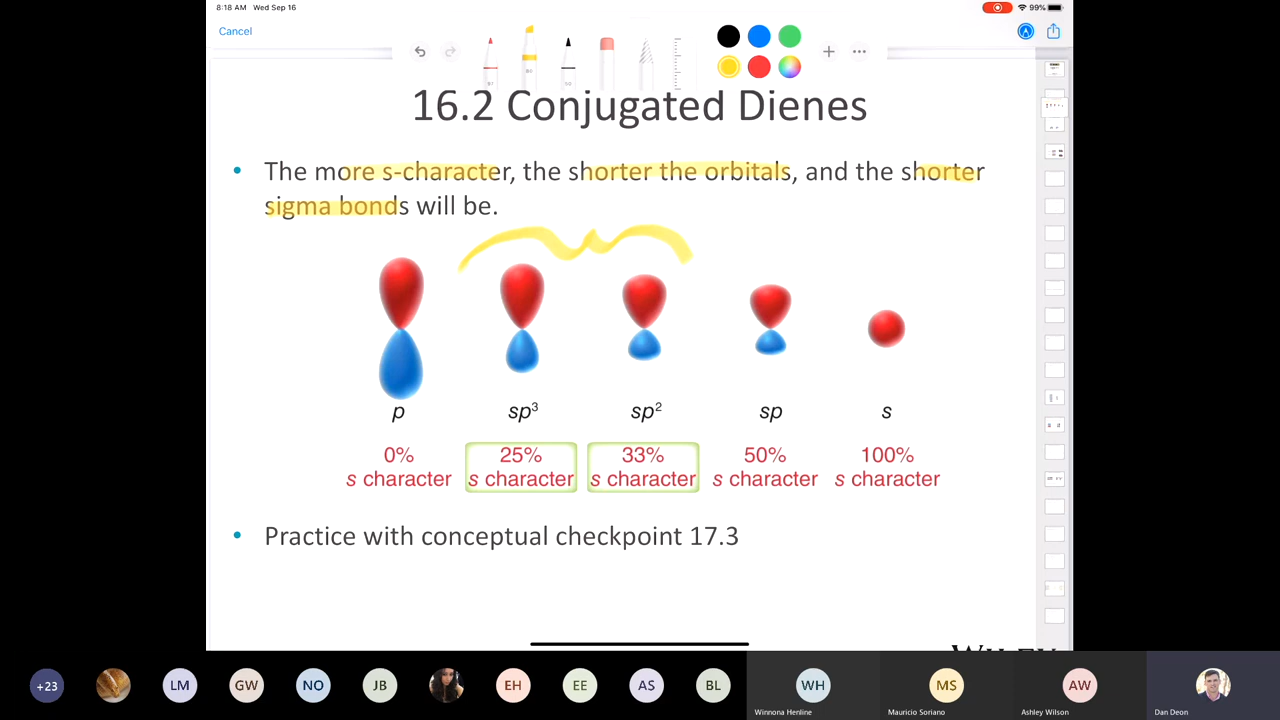 8:18 AM Wed Sep 16
99%
Cancel
16.2 Conjugated Dienes
• The more s-character, the shorter the orbitals, and the shorter
sigma bonds will be.
p sp³ sp² sp s
0% 25% 33% 50% 100%
s character s character s character s character s character
• Practice with conceptual checkpoint 17.3
+23 LM GW NO JB EH EE AS BL WH MS AW
Winnona Henline Mauricio Soriano Ashley Wilson Dan Deon